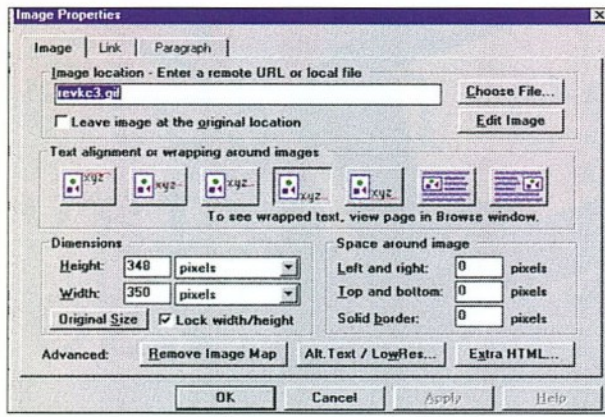 Image Properties
Image Link Paragraph
Image location - Enter a remote URL or local file
revkc3.gif
Choose File...
Leave image at the original location
Edit Image
Text alignment or wrapping around images
xyz xyz xyz xyz xyz
To see wrapped text, view page in Browse window.
Dimensions
Height: 348 pixels
Width: 350 pixels
Original Size Lock width/height
Space around image
Left and right: 0 pixels
Top and bottom: 0 pixels
Solid border: 0 pixels
Advanced: Remove Image Map Alt.Text / LowRes... Extra HTML...
OK Cancel Apply Help